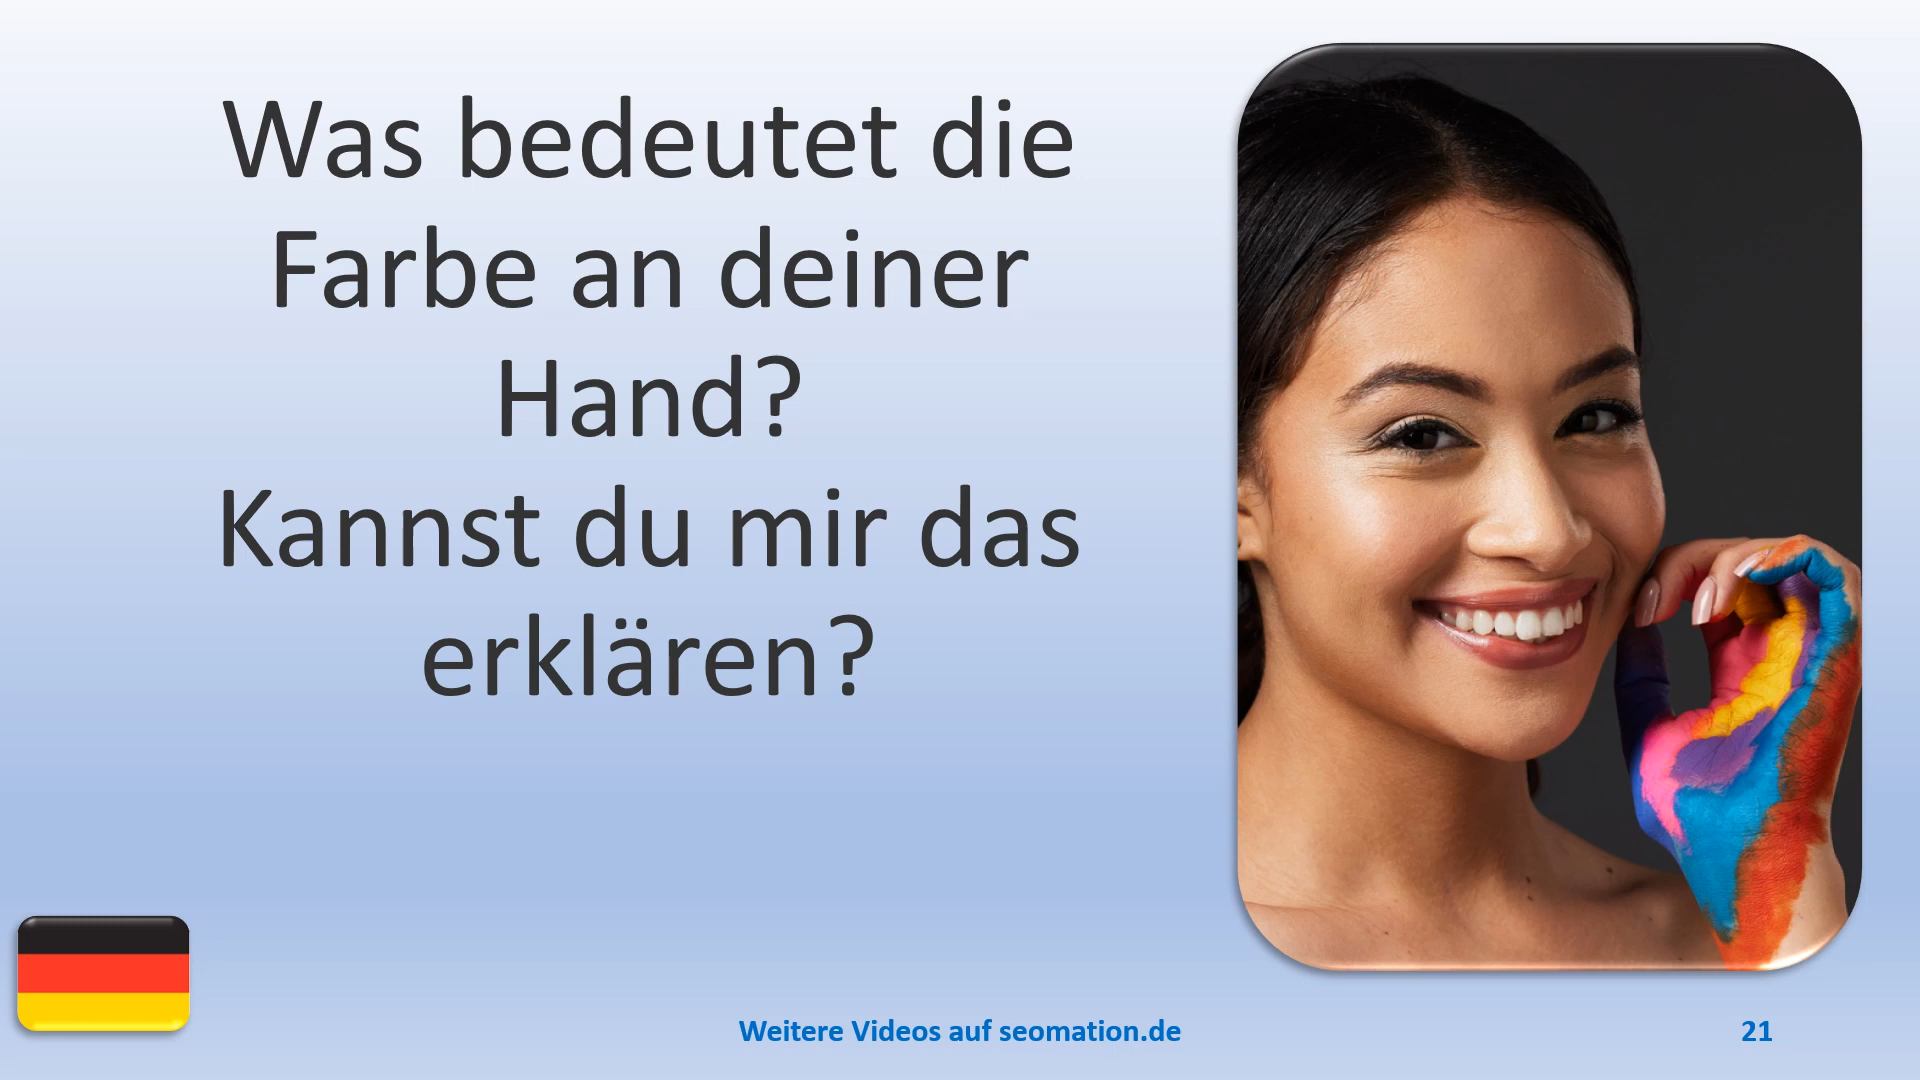 Was bedeutet die
Farbe an deiner
Hand?
Kannst du mir das
erklären?
Weitere Videos auf seomation.de
21